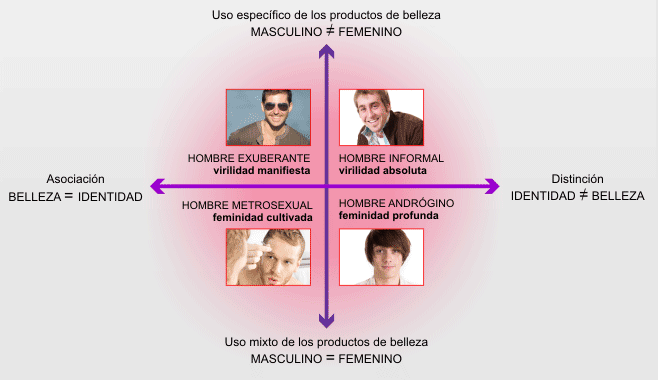 Uso específico de los productos de belleza
MASCULINO ≠ FEMENINO
HOMBRE EXUBERANTE
virilidad manifiesta
HOMBRE INFORMAL
virilidad absoluta
Asociación
BELLEZA = IDENTIDAD
Distinción
IDENTIDAD ≠ BELLEZA
HOMBRE METROSEXUAL
feminidad cultivada
HOMBRE ANDRÓGINO
feminidad profunda
Uso mixto de los productos de belleza
MASCULINO = FEMENINO